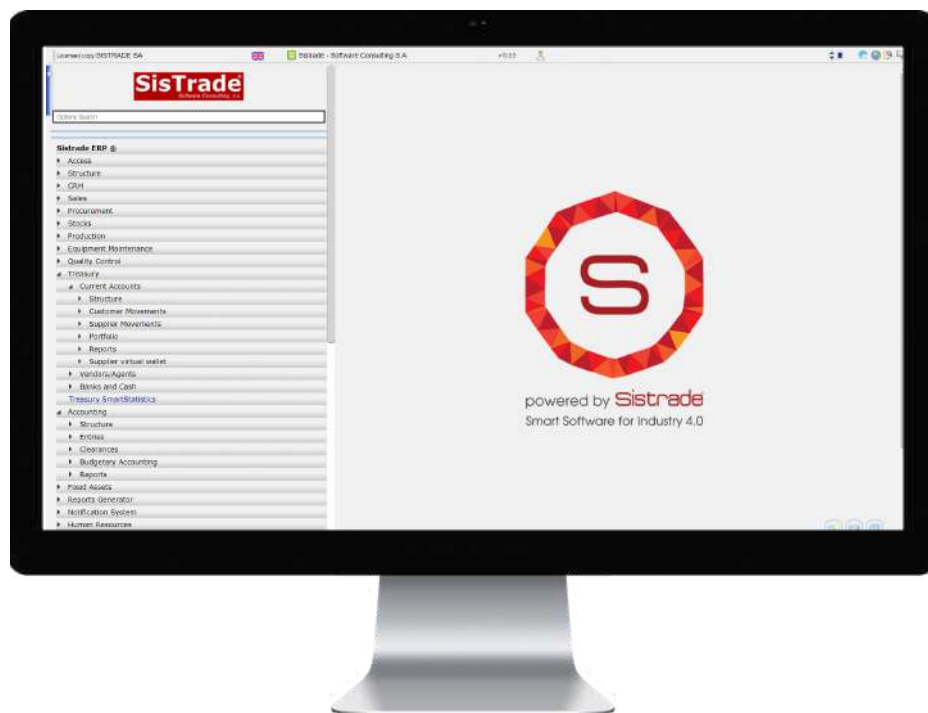 Licensed copy SISTRADE SA
Sistrade - Software Consulting S.A.
SisTrade
Software Consulting, S.A.
Options Search
Sistrade ERP
Access
Structure
CRM
Sales
Procurement
Stocks
Production
Equipment Maintenance
Quality Control
Treasury
Current Accounts
Structure
Customer Movements
Supplier Movements
Portfolio
Reports
Supplier virtual wallet
Vendors/Agents
Banks and Cash
Treasury SmartStatistics
Accounting
Structure
Entries
Clearances
Budgetary Accounting
Reports
Fixed Assets
Reports Generator
Notification System
Human Resources
S
powered by Sistrade
Smart Software for Industry 4.0